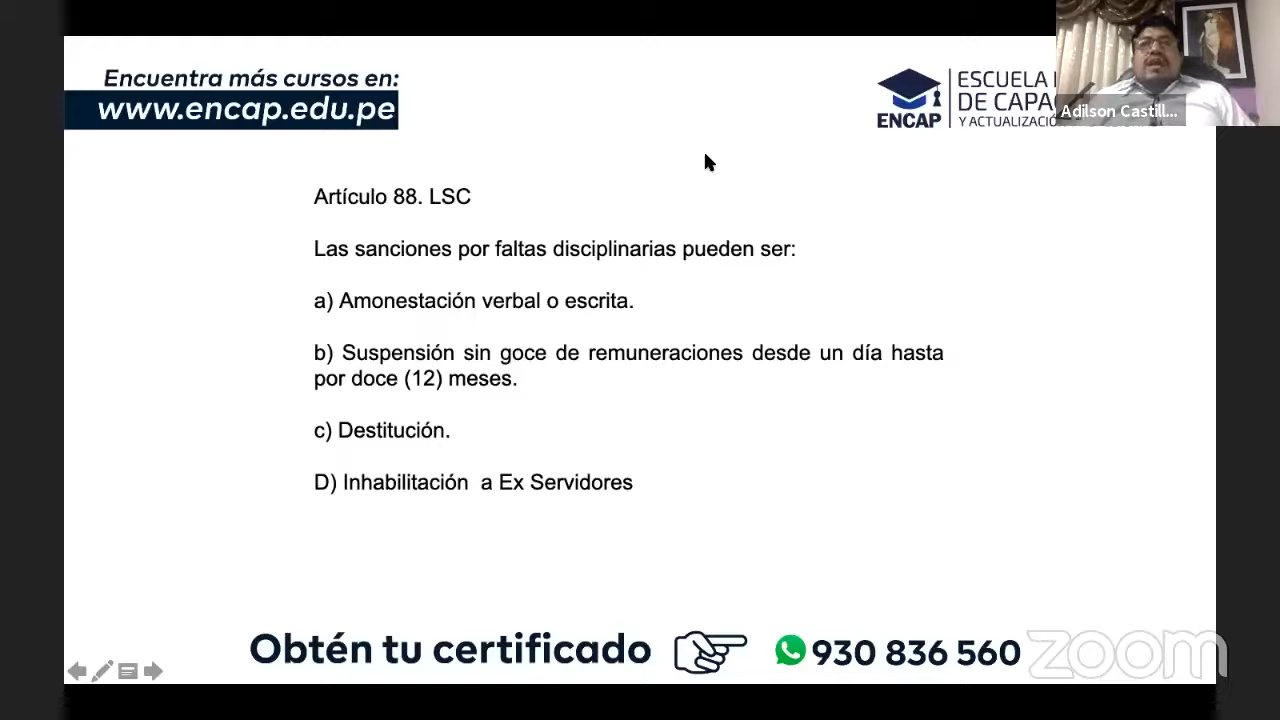 Encuentra más cursos en:
www.encap.edu.pe
ENCAP
ESCUELA
DE CAPA
Y ACTUALIZACIÓ
Adilson Castill...
Artículo 88. LSC
Las sanciones por faltas disciplinarias pueden ser:
a) Amonestación verbal o escrita.
b) Suspensión sin goce de remuneraciones desde un día hasta
por doce (12) meses.
c) Destitución.
D) Inhabilitación a Ex Servidores
Obtén tu certificado
930 836 560
zoom